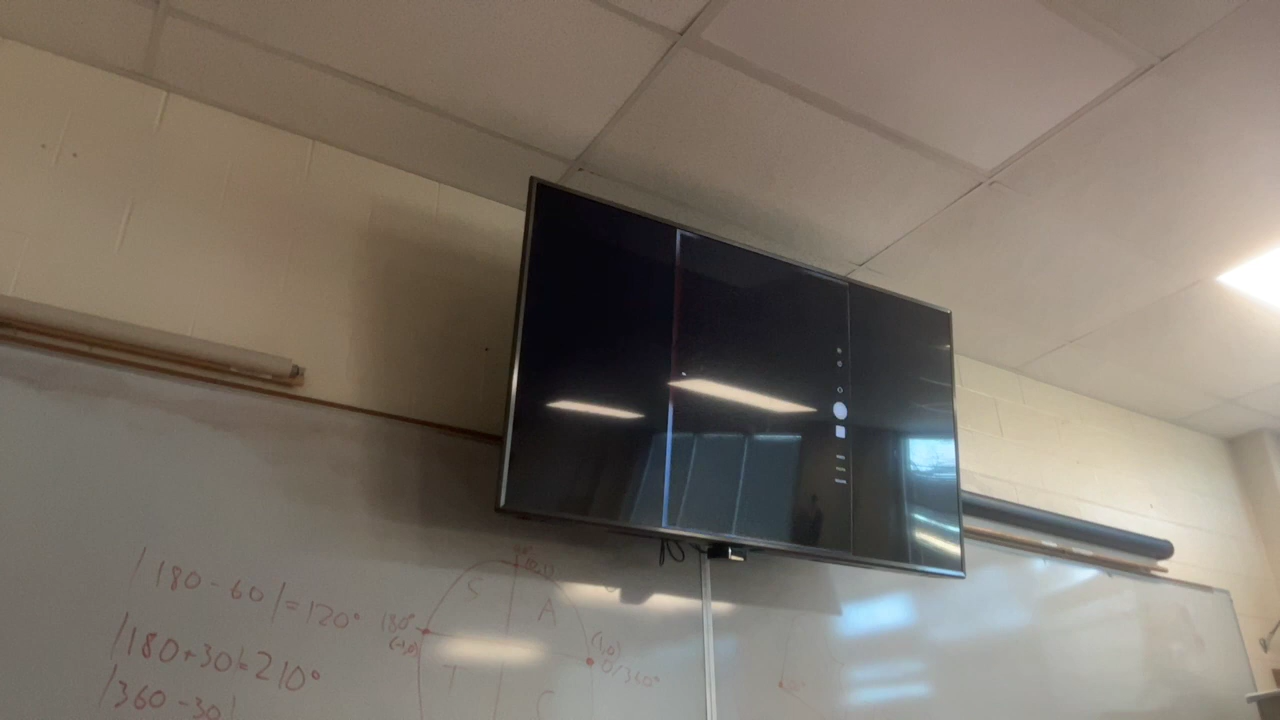 |180-60|=120°
|180+30|=210°
|360-30|
S
A
180°
(-1,0)
(1,0)
0/360°
T
C